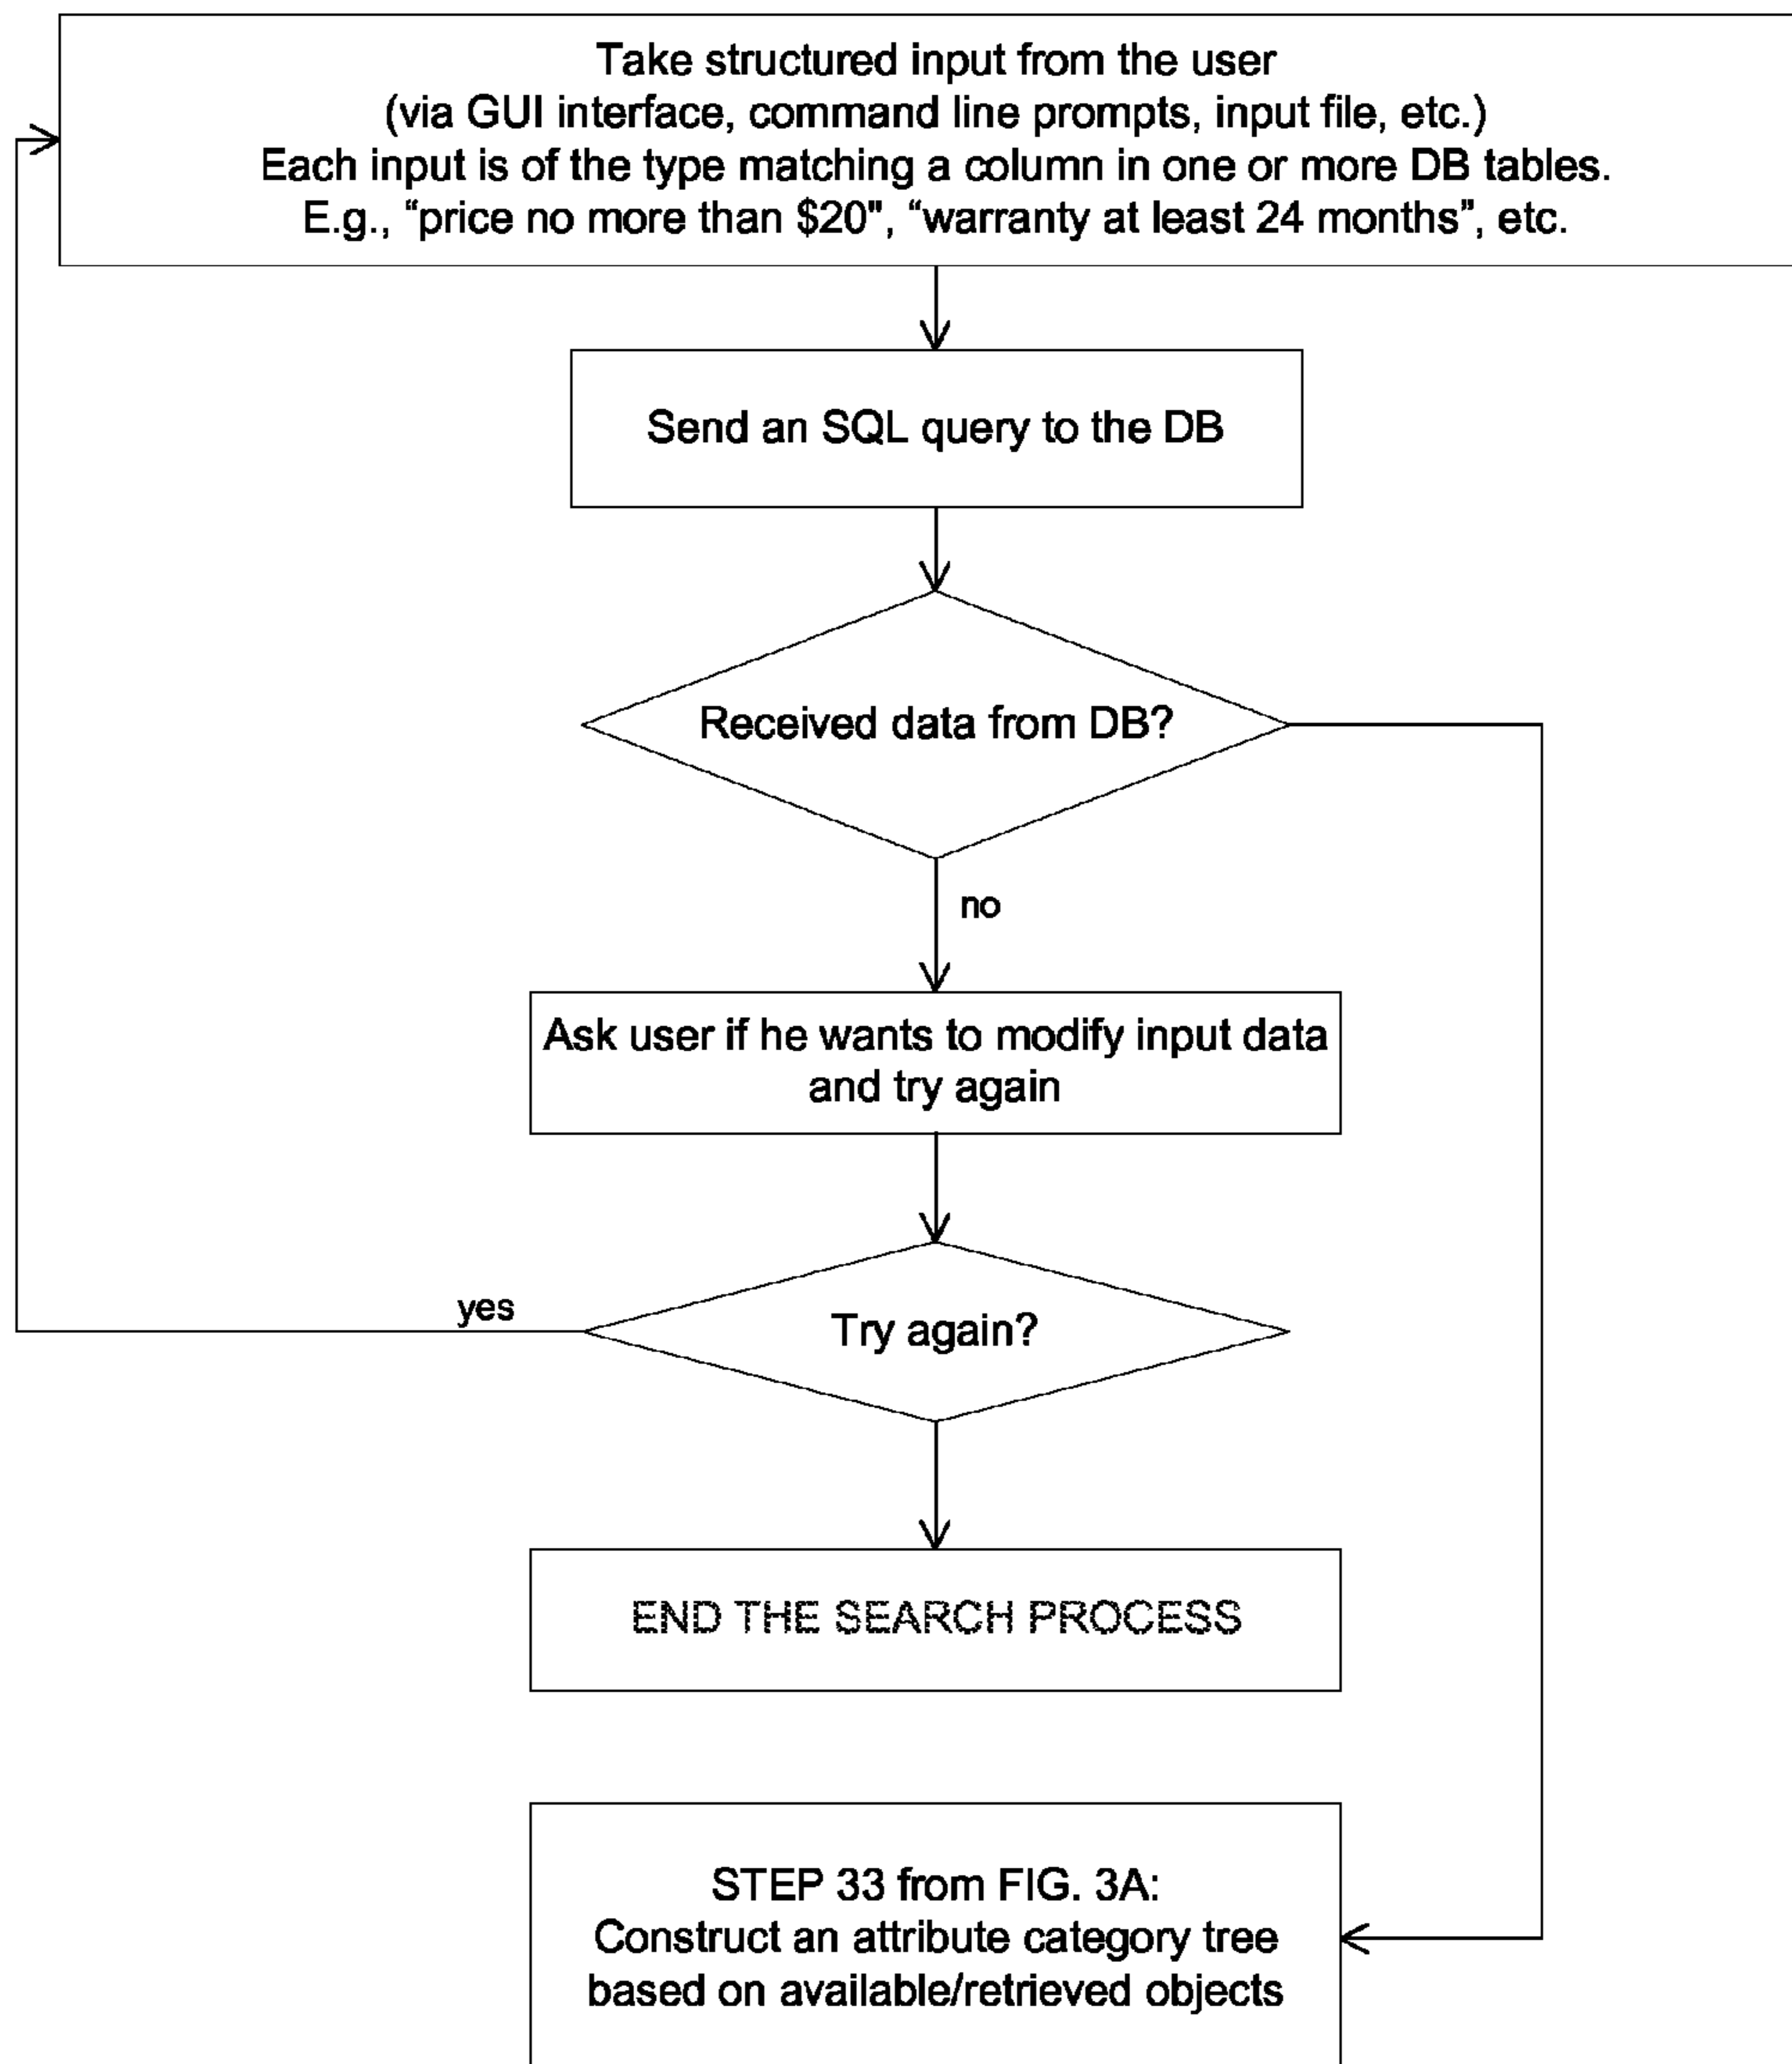 Take structured input from the user
(via GUI interface, command line prompts, input file, etc.)
Each input is of the type matching a column in one or more DB tables.
E.g., “price no more than $20", “warranty at least 24 months”, etc.
Send an SQL query to the DB
Received data from DB?
no
Ask user if he wants to modify input data
and try again
yes
Try again?
END THE SEARCH PROCESS
STEP 33 from FIG. 3A:
Construct an attribute category tree
based on available/retrieved objects